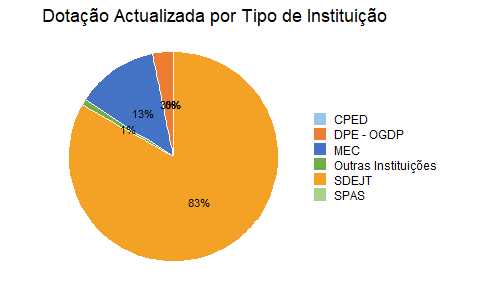 Dotação Actualizada por Tipo de Instituição
13%
1%
83%
CPED
DPE - OGDP
MEC
Outras Instituições
SDEJT
SPAS